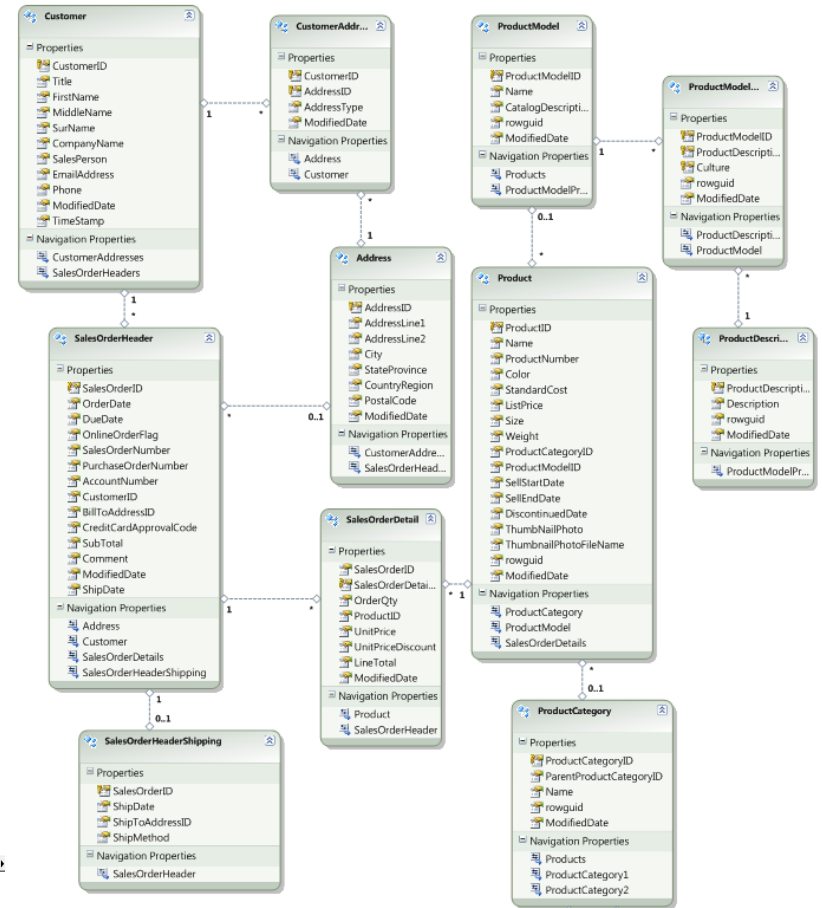 Customer
Properties
CustomerID
Title
FirstName
MiddleName
SurName
CompanyName
SalesPerson
EmailAddress
Phone
ModifiedDate
TimeStamp
Navigation Properties
CustomerAddresses
SalesOrderHeaders
1
*
CustomerAddr...
Properties
CustomerID
AddressID
AddressType
ModifiedDate
Navigation Properties
Address
Customer
*
1
Address
Properties
AddressID
AddressLine1
AddressLine2
City
StateProvince
CountryRegion
PostalCode
ModifiedDate
Navigation Properties
CustomerAddre...
SalesOrderHead...
1
*
SalesOrderHeader
Properties
SalesOrderID
OrderDate
DueDate
OnlineOrderFlag
SalesOrderNumber
PurchaseOrderNumber
AccountNumber
CustomerID
BillToAddressID
CreditCardApprovalCode
SubTotal
Comment
ModifiedDate
ShipDate
Navigation Properties
Address
Customer
SalesOrderDetails
SalesOrderHeaderShipping
*
0..1
1
*
1
0..1
SalesOrderHeaderShipping
Properties
SalesOrderID
ShipDate
ShipToAddressID
ShipMethod
Navigation Properties
SalesOrderHeader
SalesOrderDetail
Properties
SalesOrderID
SalesOrderDetai...
OrderQty
ProductID
UnitPrice
UnitPriceDiscount
LineTotal
ModifiedDate
Navigation Properties
Product
SalesOrderHeader
*
1
ProductModel
Properties
ProductModelID
Name
CatalogDescripti...
rowguid
ModifiedDate
Navigation Properties
Products
ProductModelPr...
1
*
0..1
*
ProductModel...
Properties
ProductModelID
ProductDescripti...
Culture
rowguid
ModifiedDate
Navigation Properties
ProductDescripti...
ProductModel
*
1
ProductDescri...
Properties
ProductDescripti...
Description
rowguid
ModifiedDate
Navigation Properties
ProductModelPr...
Product
Properties
ProductID
Name
ProductNumber
Color
StandardCost
ListPrice
Size
Weight
ProductCategoryID
ProductModelID
SellStartDate
SellEndDate
DiscontinuedDate
ThumbNailPhoto
ThumbnailPhotoFileName
rowguid
ModifiedDate
Navigation Properties
ProductCategory
ProductModel
SalesOrderDetails
*
0..1
ProductCategory
Properties
ProductCategoryID
ParentProductCategoryID
Name
rowguid
ModifiedDate
Navigation Properties
Products
ProductCategory1
ProductCategory2